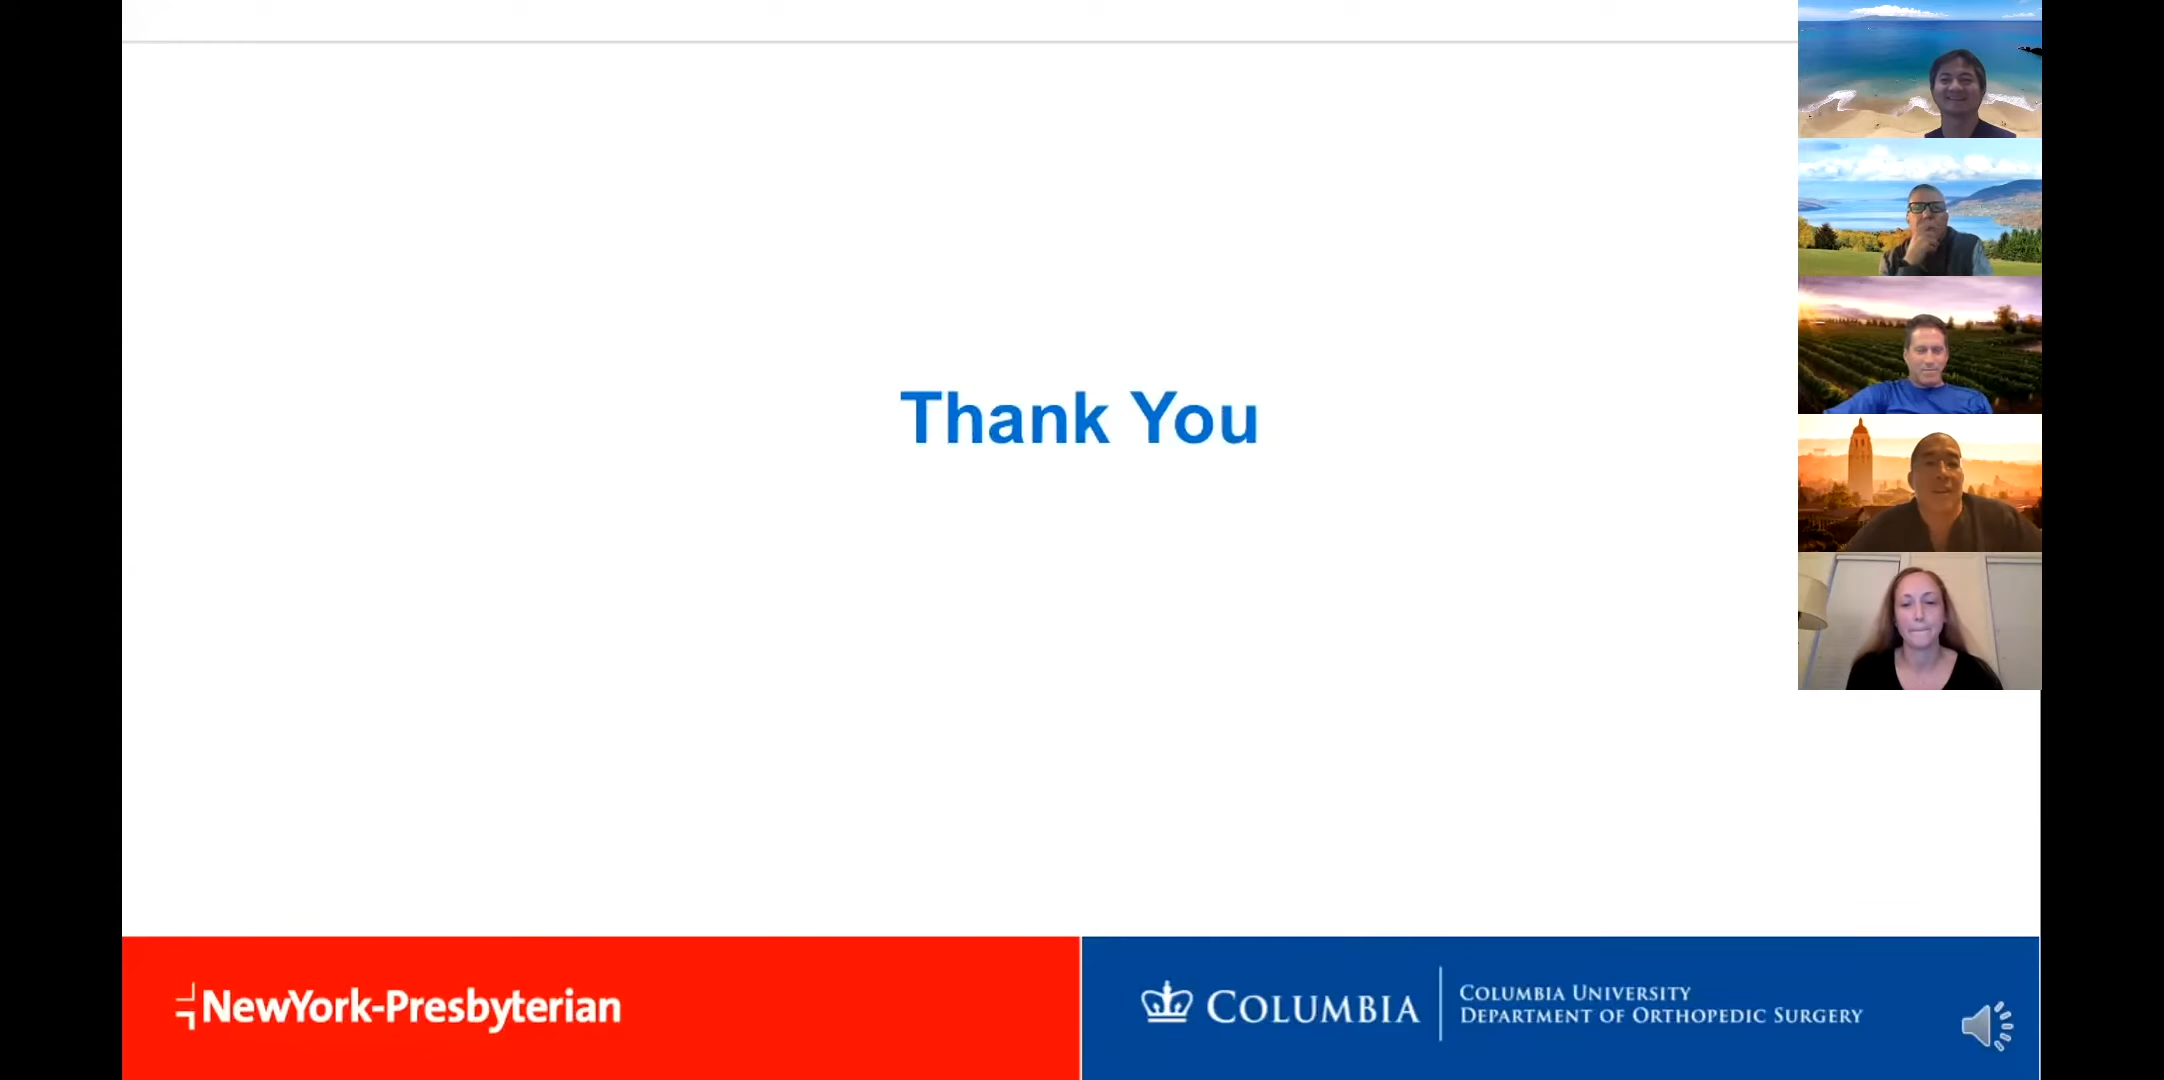 Thank You
NewYork-Presbyterian
COLUMBIA
COLUMBIA UNIVERSITY
DEPARTMENT OF ORTHOPEDIC SURGERY